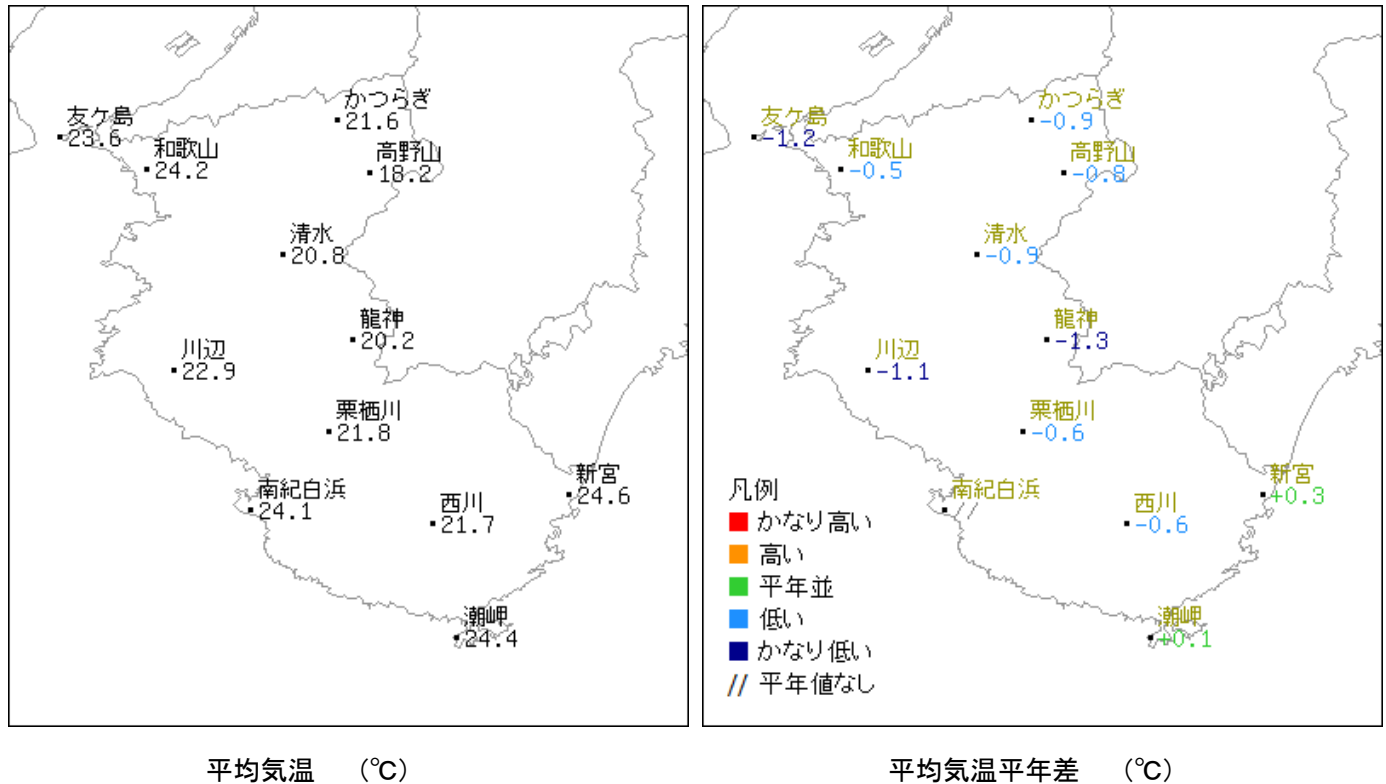 かつらぎ
21.6
友ケ島
23.6
和歌山
24.2
高野山
18.2
清水
20.8
龍神
20.2
川辺
22.9
栗栖川
21.8
南紀白浜
24.1
西川
21.7
新宮
24.6
潮岬
24.4
平均気温 (℃)
かつらぎ
-0.9
友ケ島
-1.2
和歌山
-0.5
高野山
-0.8
清水
-0.9
龍神
-1.3
川辺
-1.1
栗栖川
-0.6
南紀白浜
//
西川
-0.6
新宮
+0.3
潮岬
+0.1
凡例
かなり高い
高い
平年並
低い
かなり低い
// 平年値なし
平均気温平年差 (℃)